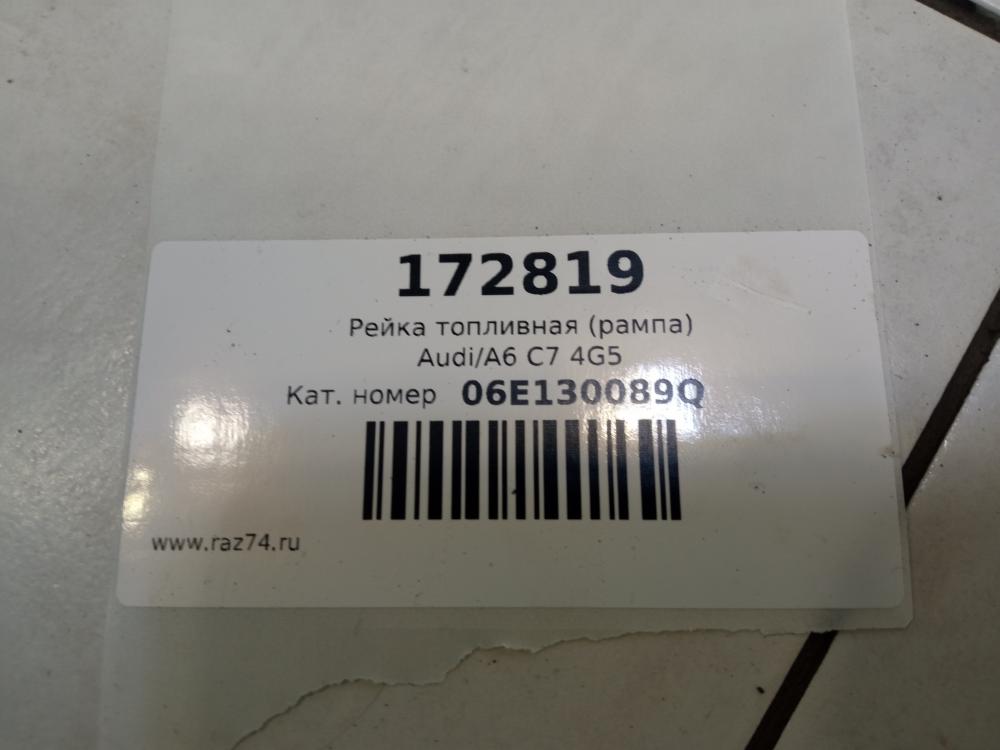 172819
Рейка топливная (рампа)
Audi/A6 C7 4G5
Кат. номер 06E130089Q
www.raz74.ru